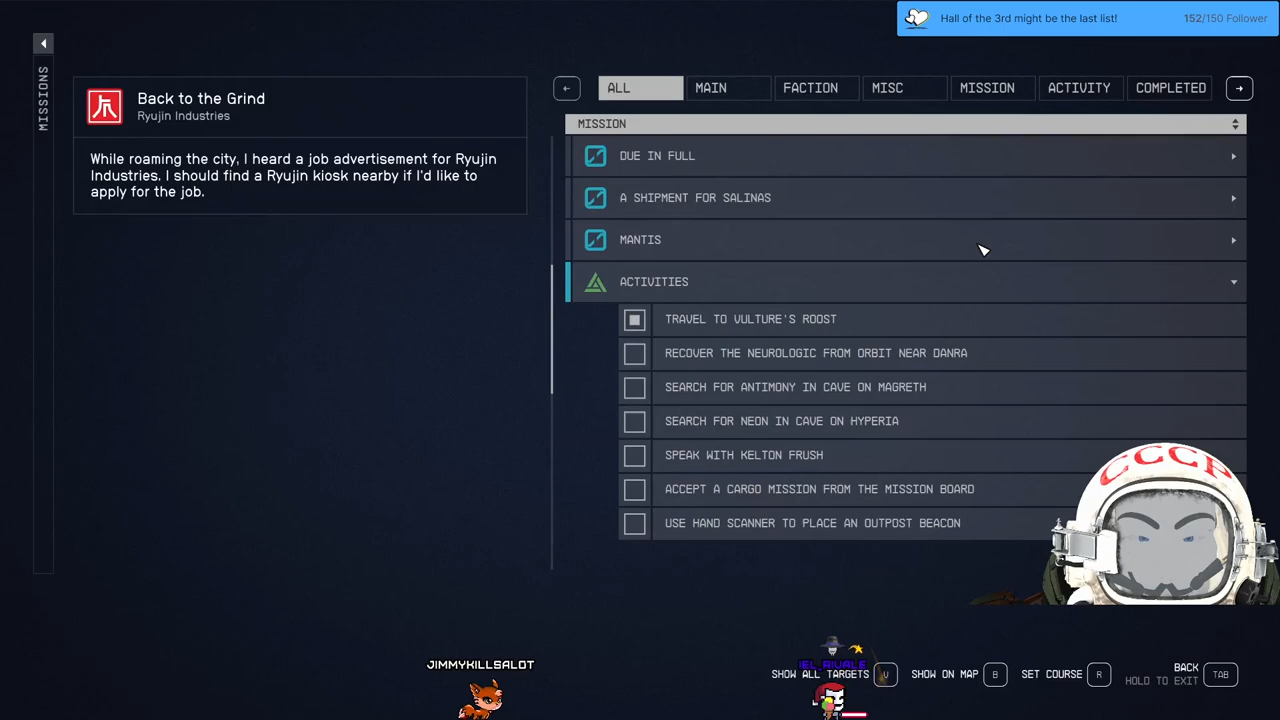 Hall of the 3rd might be the last list!
152/150 Follower
MISSIONS
Back to the Grind
Ryujin Industries
While roaming the city, I heard a job advertisement for Ryujin
Industries. I should find a Ryujin kiosk nearby if I'd like to
apply for the job.
ALL
MAIN
FACTION
MISC
MISSION
ACTIVITY
COMPLETED
MISSION
DUE IN FULL
A SHIPMENT FOR SALINAS
MANTIS
ACTIVITIES
TRAVEL TO VULTURE'S ROOST
RECOVER THE NEUROLOGIC FROM ORBIT NEAR DANRA
SEARCH FOR ANTIMONY IN CAVE ON MAGRETH
SEARCH FOR NEON IN CAVE ON HYPERIA
SPEAK WITH KELTON FRUSH
ACCEPT A CARGO MISSION FROM THE MISSION BOARD
USE HAND SCANNER TO PLACE AN OUTPOST BEACON
CCCP
JIMMYKILLSALOT
SHOW ALL TARGETS
SHOW ON MAP
B
SET COURSE
R
BACK
HOLD TO EXIT
TAB